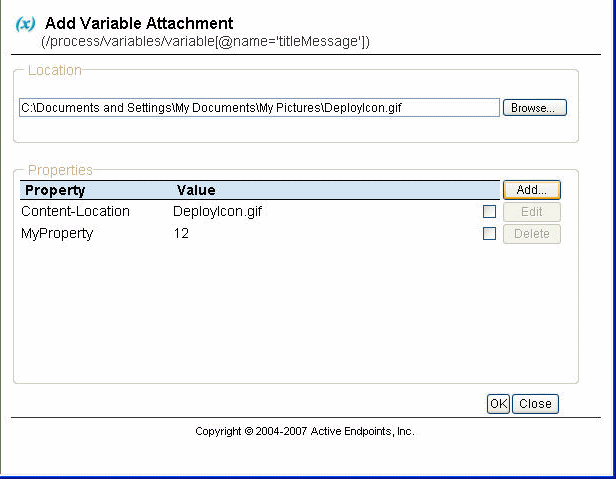 (x) Add Variable Attachment
(/process/variables/variable[@name='titleMessage'])
Location
C:\Documents and Settings\My Documents\My Pictures\DeployIcon.gif Browse...
Properties
Property Value Add...
Content-Location DeployIcon.gif Edit
MyProperty 12 Delete
OK Close
Copyright © 2004-2007 Active Endpoints, Inc.